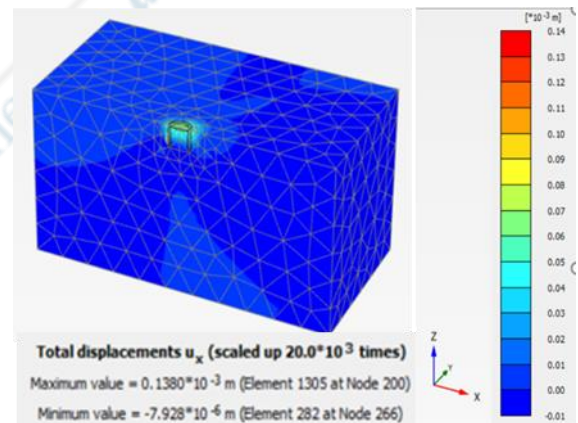 [*10⁻³ m]
0.14
0.13
0.12
0.11
0.10
0.09
0.08
0.07
0.06
0.05
0.04
0.03
0.02
0.01
0.00
-0.01
Z
Y
X
Total displacements uₓ (scaled up 20.0*10³ times)
Maximum value = 0.1380*10⁻³ m (Element 1305 at Node 200)
Minimum value = -7.928*10⁻⁶ m (Element 282 at Node 266)